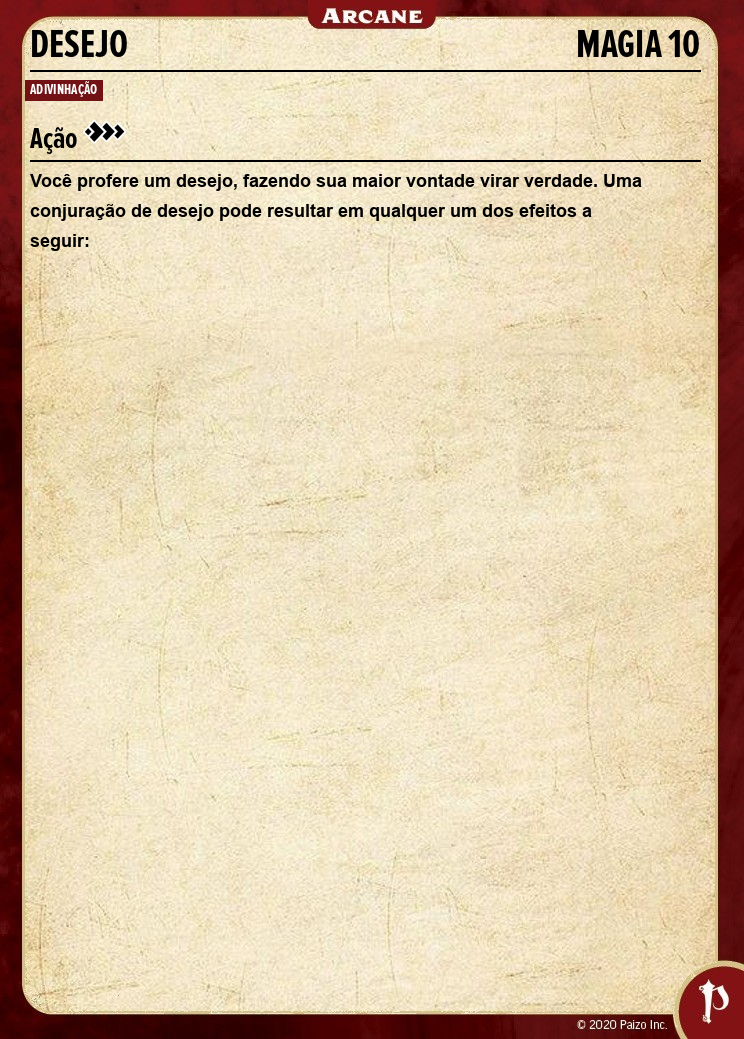 ARCANE
DESEJO MAGIA 10
ADIVINHAÇÃO
Ação
Você profere um desejo, fazendo sua maior vontade virar verdade. Uma
conjuração de desejo pode resultar em qualquer um dos efeitos a
seguir:
© 2020 Paizo Inc.